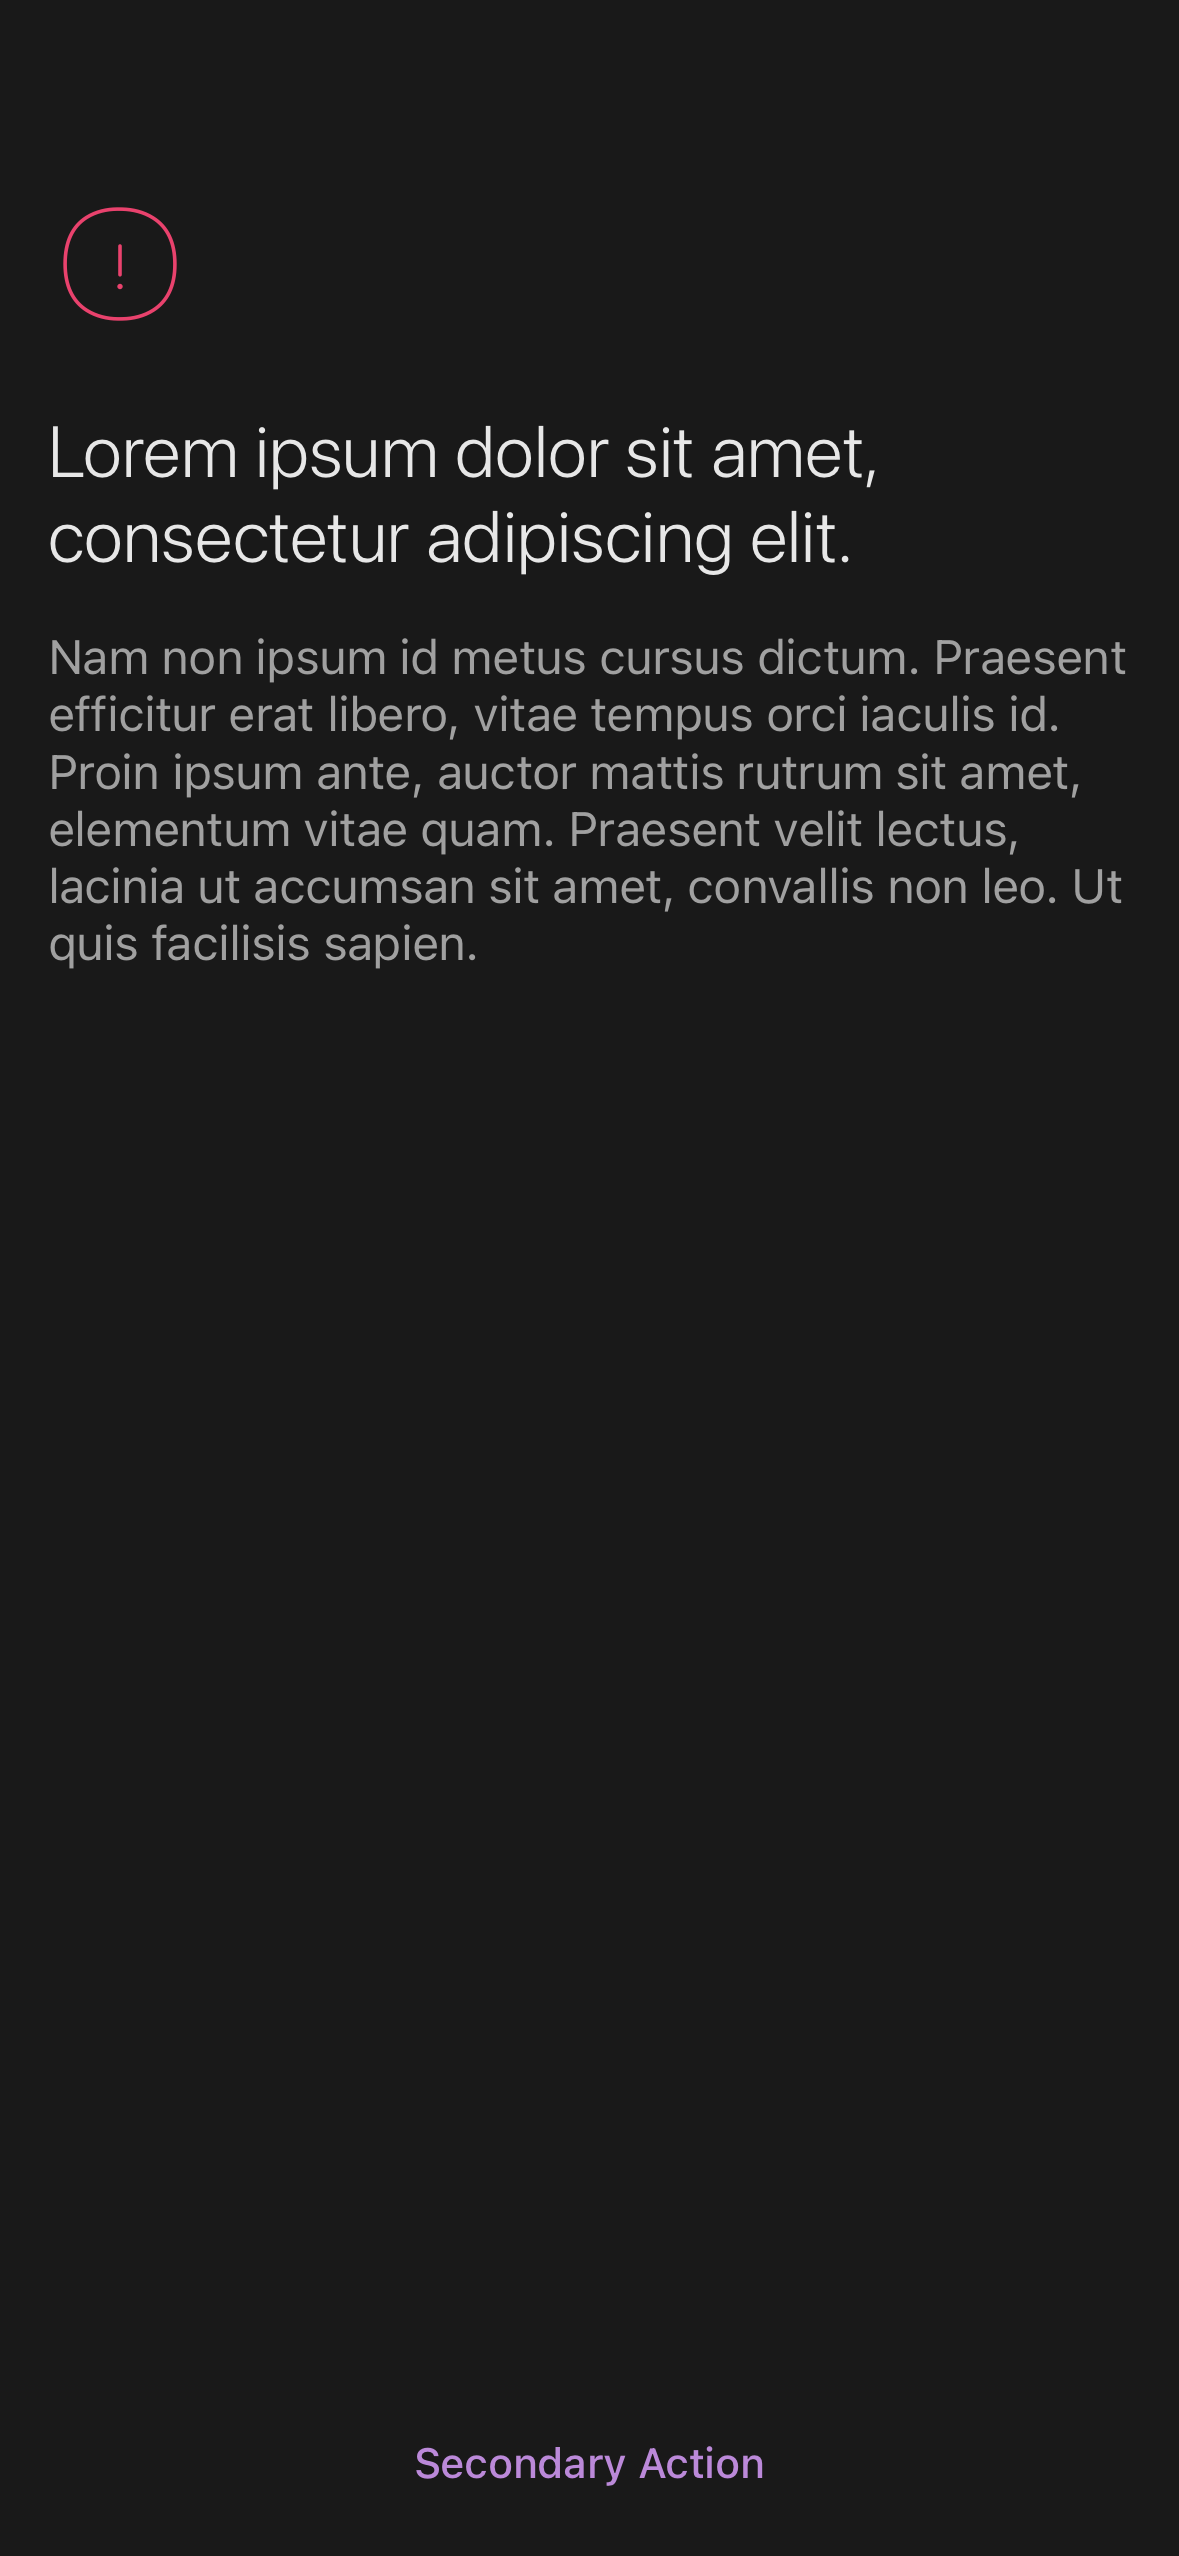 Lorem ipsum dolor sit amet,
consectetur adipiscing elit.
Nam non ipsum id metus cursus dictum. Praesent
efficitur erat libero, vitae tempus orci iaculis id.
Proin ipsum ante, auctor mattis rutrum sit amet,
elementum vitae quam. Praesent velit lectus,
lacinia ut accumsan sit amet, convallis non leo. Ut
quis facilisis sapien.
Secondary Action